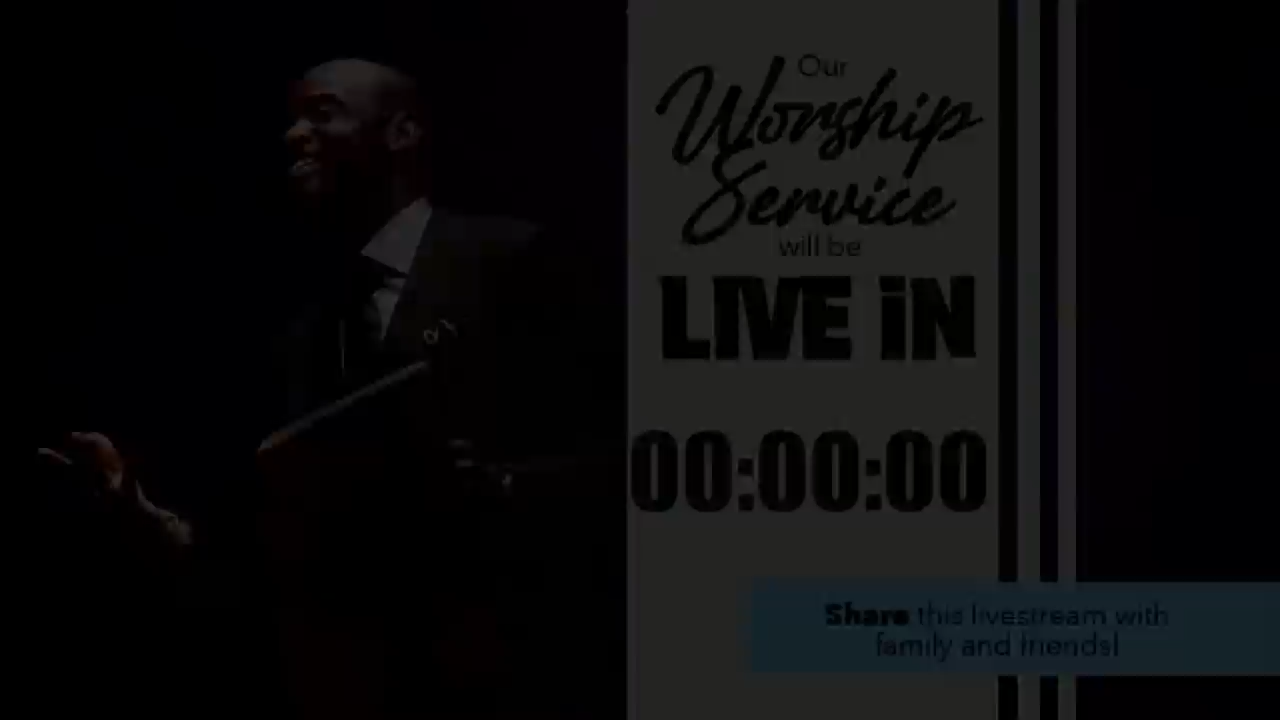 Our
Worship
Service
will be
LIVE iN
00:00:00
Share this livestream with
family and friends!